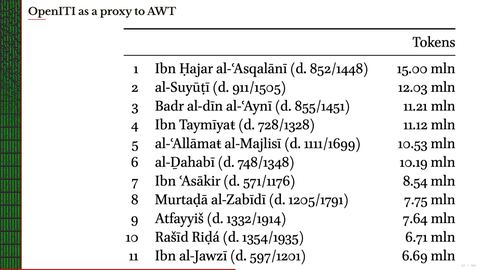 OpenITI as a proxy to AWT
Tokens
1 Ibn Ḥajar al-ʿAsqalānī (d. 852/1448) 15.00 mln
2 al-Suyūṭī (d. 911/1505) 12.03 mln
3 Badr al-dīn al-ʿAynī (d. 855/1451) 11.21 mln
4 Ibn Taymīyaŧ (d. 728/1328) 11.12 mln
5 al-ʿAllāmaŧ al-Majlisī (d. 1111/1699) 10.53 mln
6 al-Ḏahabī (d. 748/1348) 10.19 mln
7 Ibn ʿAsākir (d. 571/1176) 8.54 mln
8 Murtaḍá al-Zabīdī (d. 1205/1791) 7.75 mln
9 Atfayyiš (d. 1332/1914) 7.64 mln
10 Rašīd Riḍá (d. 1354/1935) 6.71 mln
11 Ibn al-Jawzī (d. 597/1201) 6.69 mln